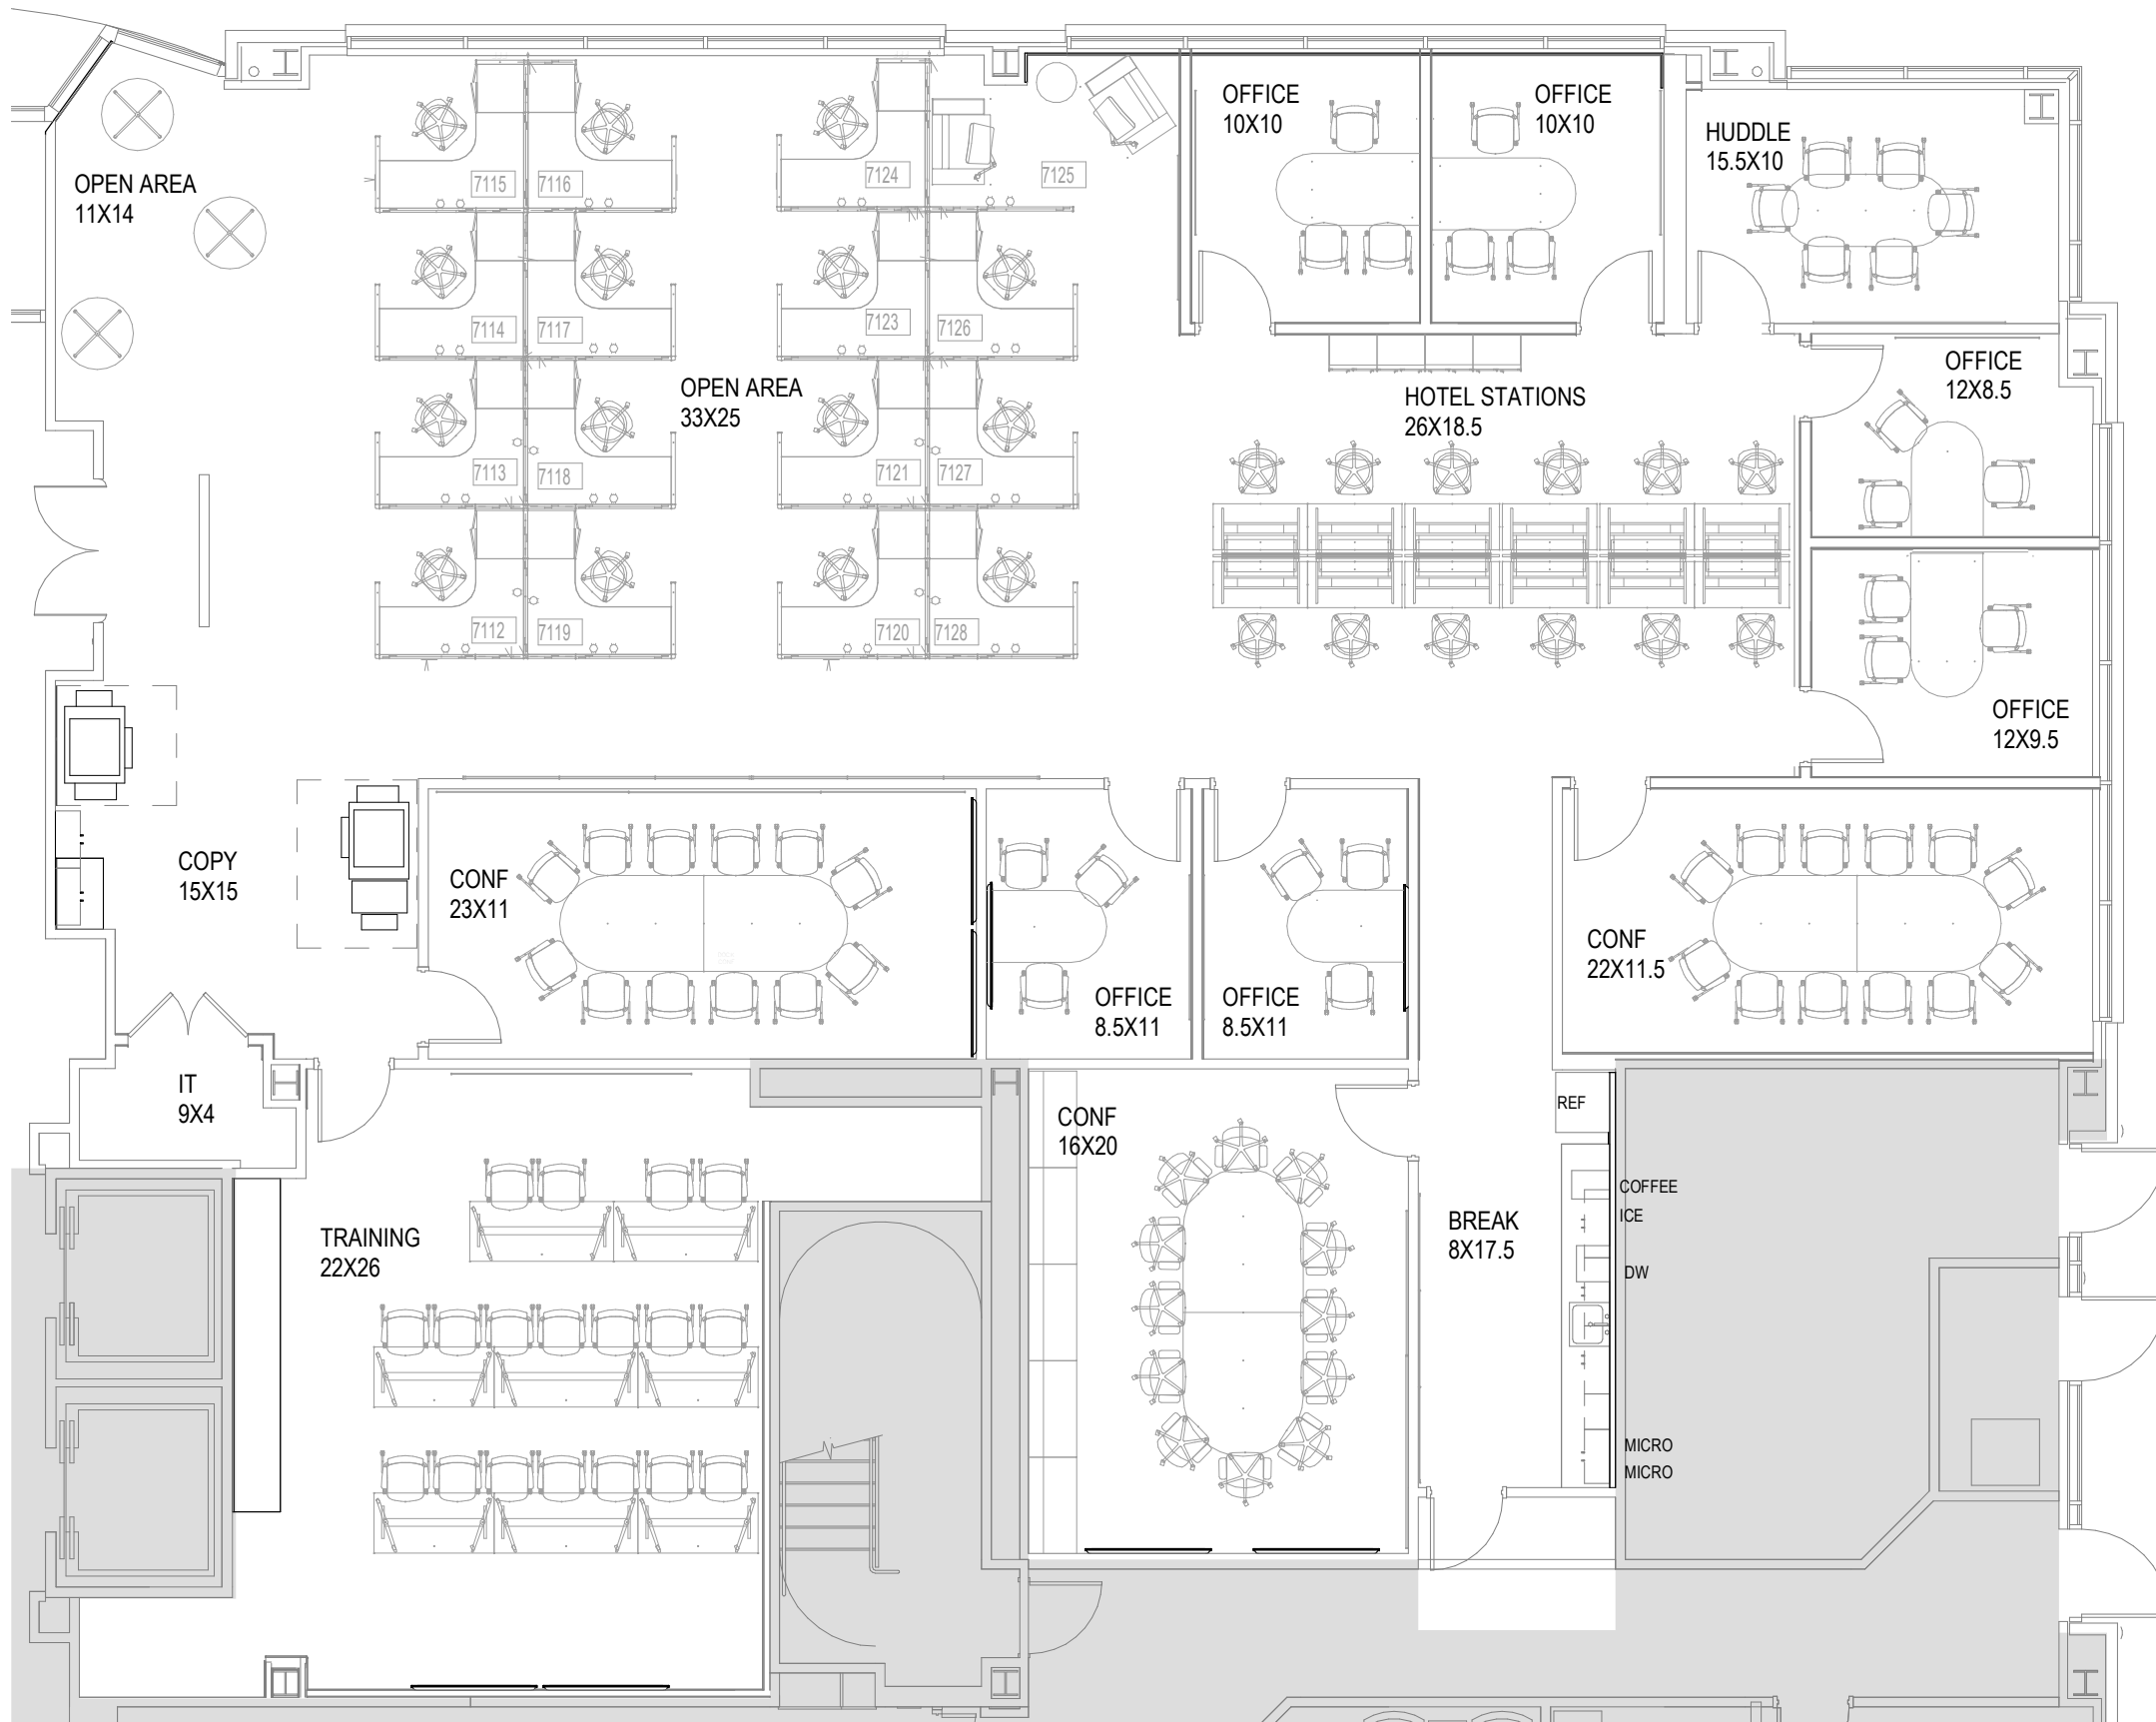 OFFICE
10X10
OFFICE
10X10
HUDDLE
15.5X10
OPEN AREA
11X14
7115
7116
7124
7125
7114
7117
7123
7126
OPEN AREA
33X25
HOTEL STATIONS
26X18.5
OFFICE
12X8.5
7113
7118
7121
7127
7112
7119
7120
7128
OFFICE
12X9.5
COPY
15X15
CONF
23X11
OFFICE
8.5X11
OFFICE
8.5X11
CONF
22X11.5
IT
9X4
CONF
16X20
REF
COFFEE
ICE
DW
MICRO
MICRO
BREAK
8X17.5
TRAINING
22X26